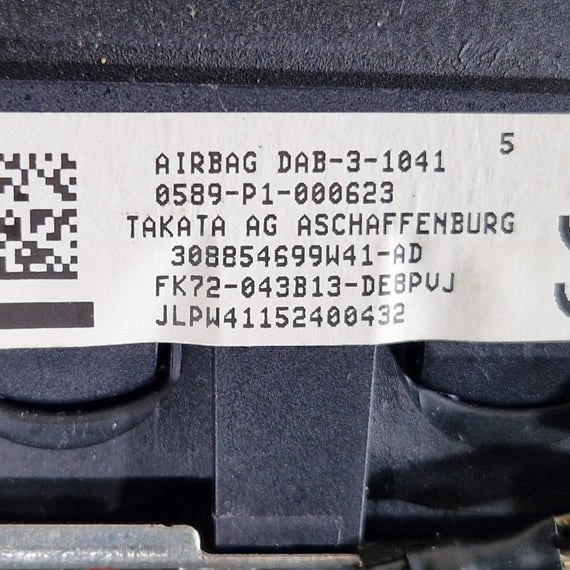 5
AIRBAG DAB-3-1041
0589-P1-000623
TAKATA AG ASCHAFFENBURG
308854699W41-AD
FK72-043B13-DE8PVJ
JLPW41152400432